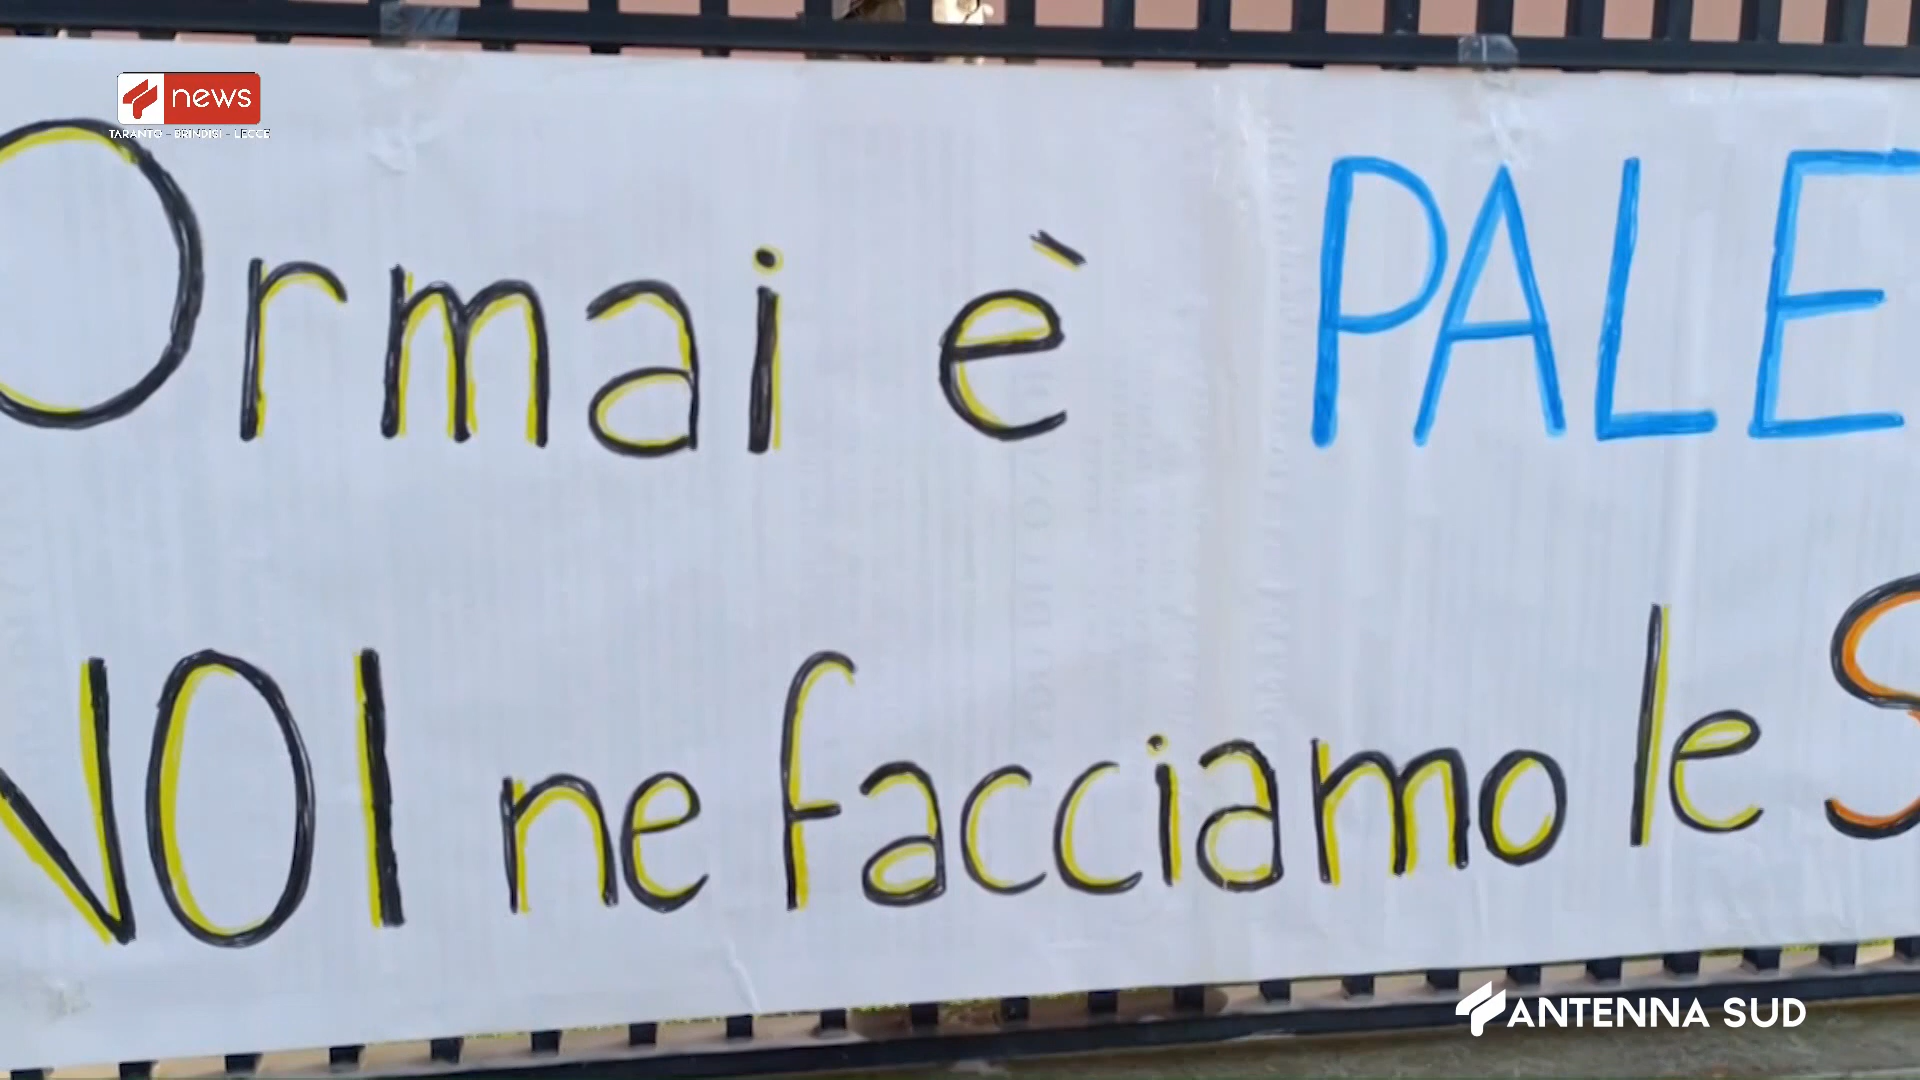 news
TARANTO - BRINDISI - LECCE
Ormai è PALE
NOI ne facciamo le S
ANTENNA SUD